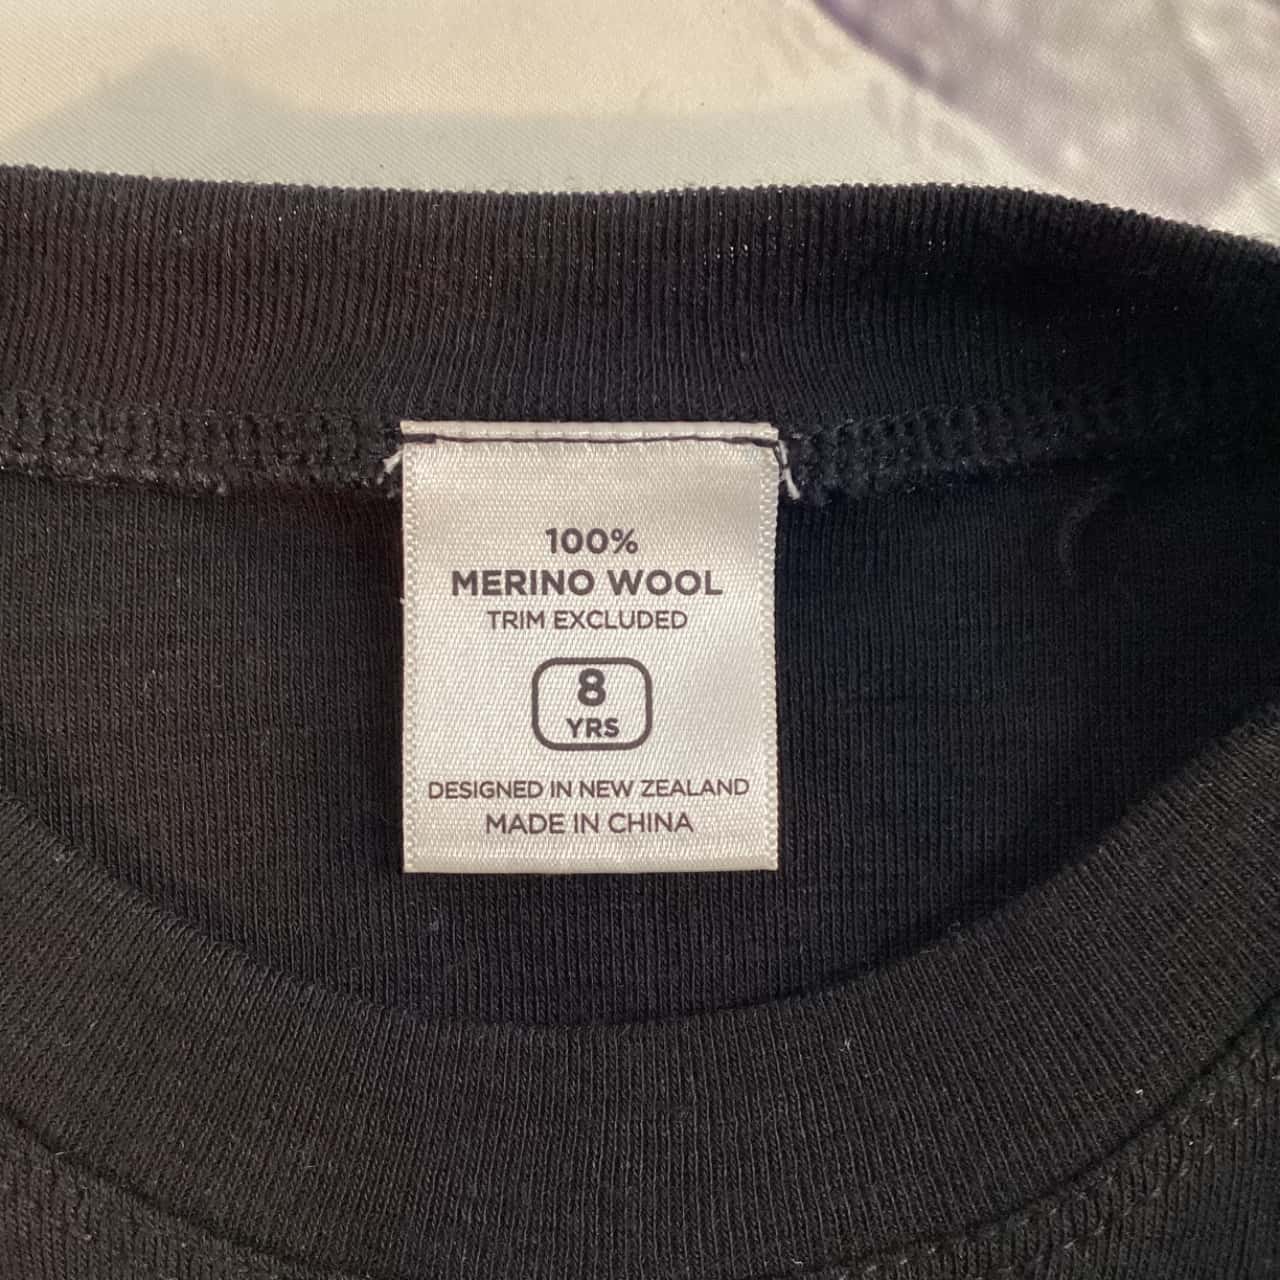 100%
MERINO WOOL
TRIM EXCLUDED
8
YRS
DESIGNED IN NEW ZEALAND
MADE IN CHINA